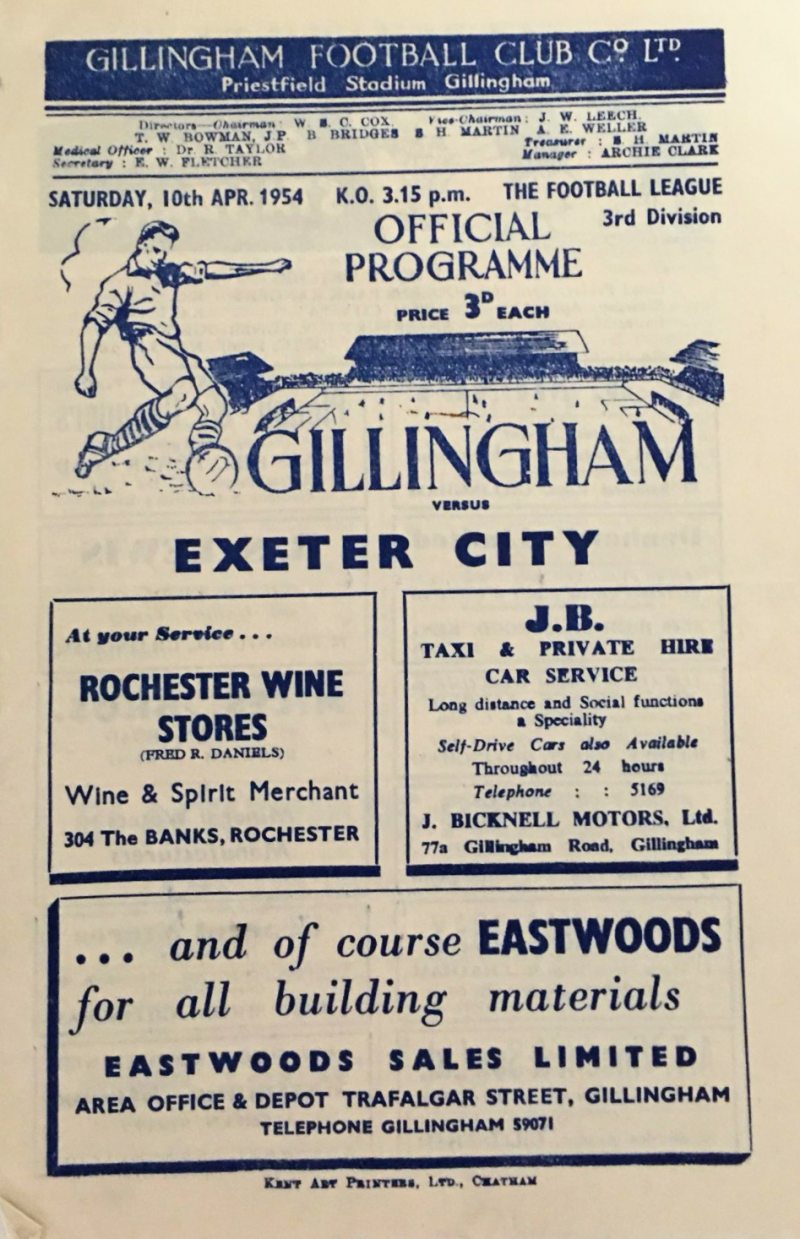 GILLINGHAM FOOTBALL CLUB Cº LTD.
Priestfield Stadium Gillingham
Directors—Chairman: W. S. C. COX. Vice-Chairman: J. W. LEECH.
T. W. BOWMAN, J.P. B BRIDGES S H MARTIN A. E. WELLER
Medical Officer: Dr. R. TAYLOR Treasurer: S. H. MARTIN
Secretary: E. W. FLETCHER Manager: ARCHIE CLARK
SATURDAY, 10th APR. 1954 K.O. 3.15 p.m. THE FOOTBALL LEAGUE
3rd Division
OFFICIAL
PROGRAMME
PRICE 3D EACH
GILLINGHAM
VERSUS
EXETER CITY
At your Service...
ROCHESTER WINE
STORES
(FRED R. DANIELS)
Wine & Spirit Merchant
304 The BANKS, ROCHESTER
J.B.
TAXI & PRIVATE HIRE
CAR SERVICE
Long distance and Social functions
a Speciality
Self-Drive Cars also Available
Throughout 24 hours
Telephone : : 5169
J. BICKNELL MOTORS, Ltd.
77a Gillingham Road, Gillingham
... and of course EASTWOODS
for all building materials
EASTWOODS SALES LIMITED
AREA OFFICE & DEPOT TRAFALGAR STREET, GILLINGHAM
TELEPHONE GILLINGHAM 59071
KENT ART PRINTERS, LTD., CHATHAM